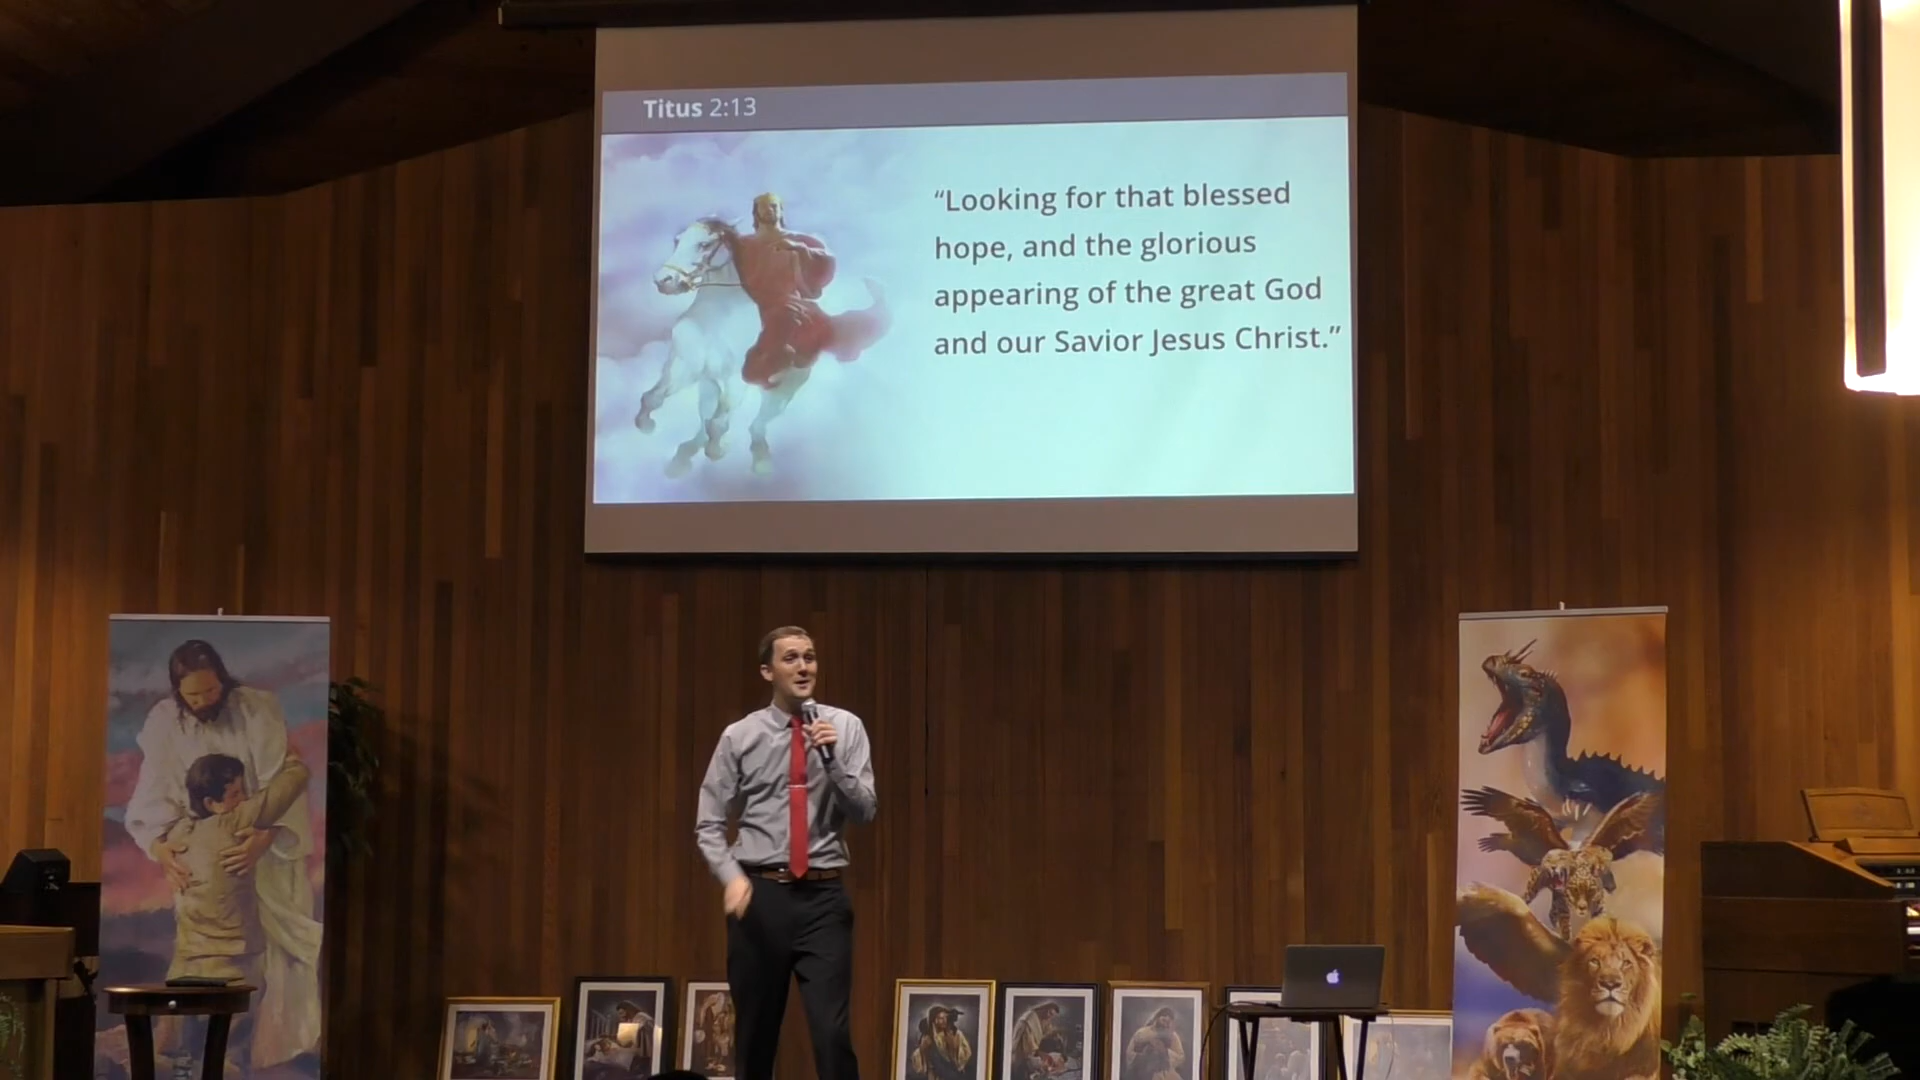 Titus 2:13
“Looking for that blessed
hope, and the glorious
appearing of the great God
and our Savior Jesus Christ.”